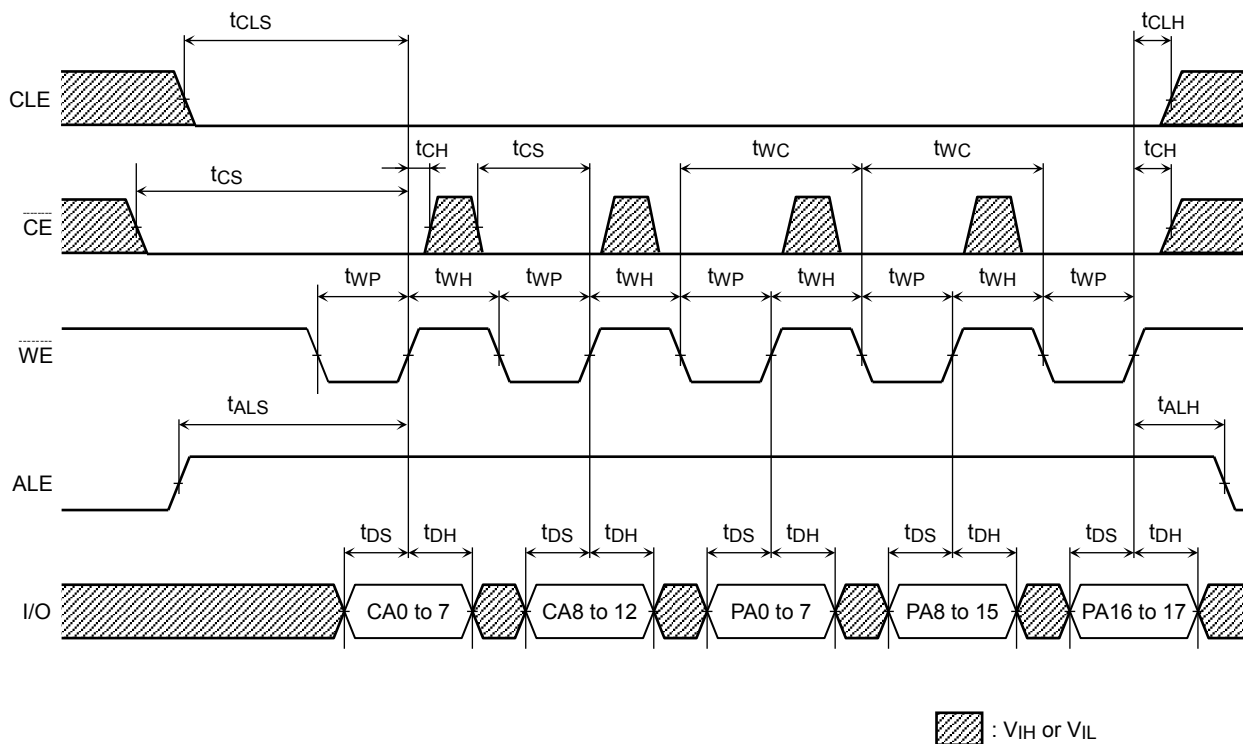 tCLS tCLH
CLE
tCH tCS tWC tWC tCH
tCS
CE
tWP tWH tWP tWH tWP tWH tWP tWH tWP
WE
tALS tALH
ALE
tDS tDH tDS tDH tDS tDH tDS tDH tDS tDH
I/O CA0 to 7 CA8 to 12 PA0 to 7 PA8 to 15 PA16 to 17
: VIH or VIL